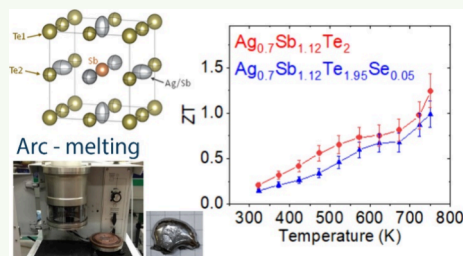 Te1
Te2
Sb
Ag/Sb
Arc - melting
Ag0.7Sb1.12Te2
Ag0.7Sb1.12Te1.95Se0.05
ZT
1.5
1.0
0.5
0.0
300 400 500 600 700 800
Temperature (K)